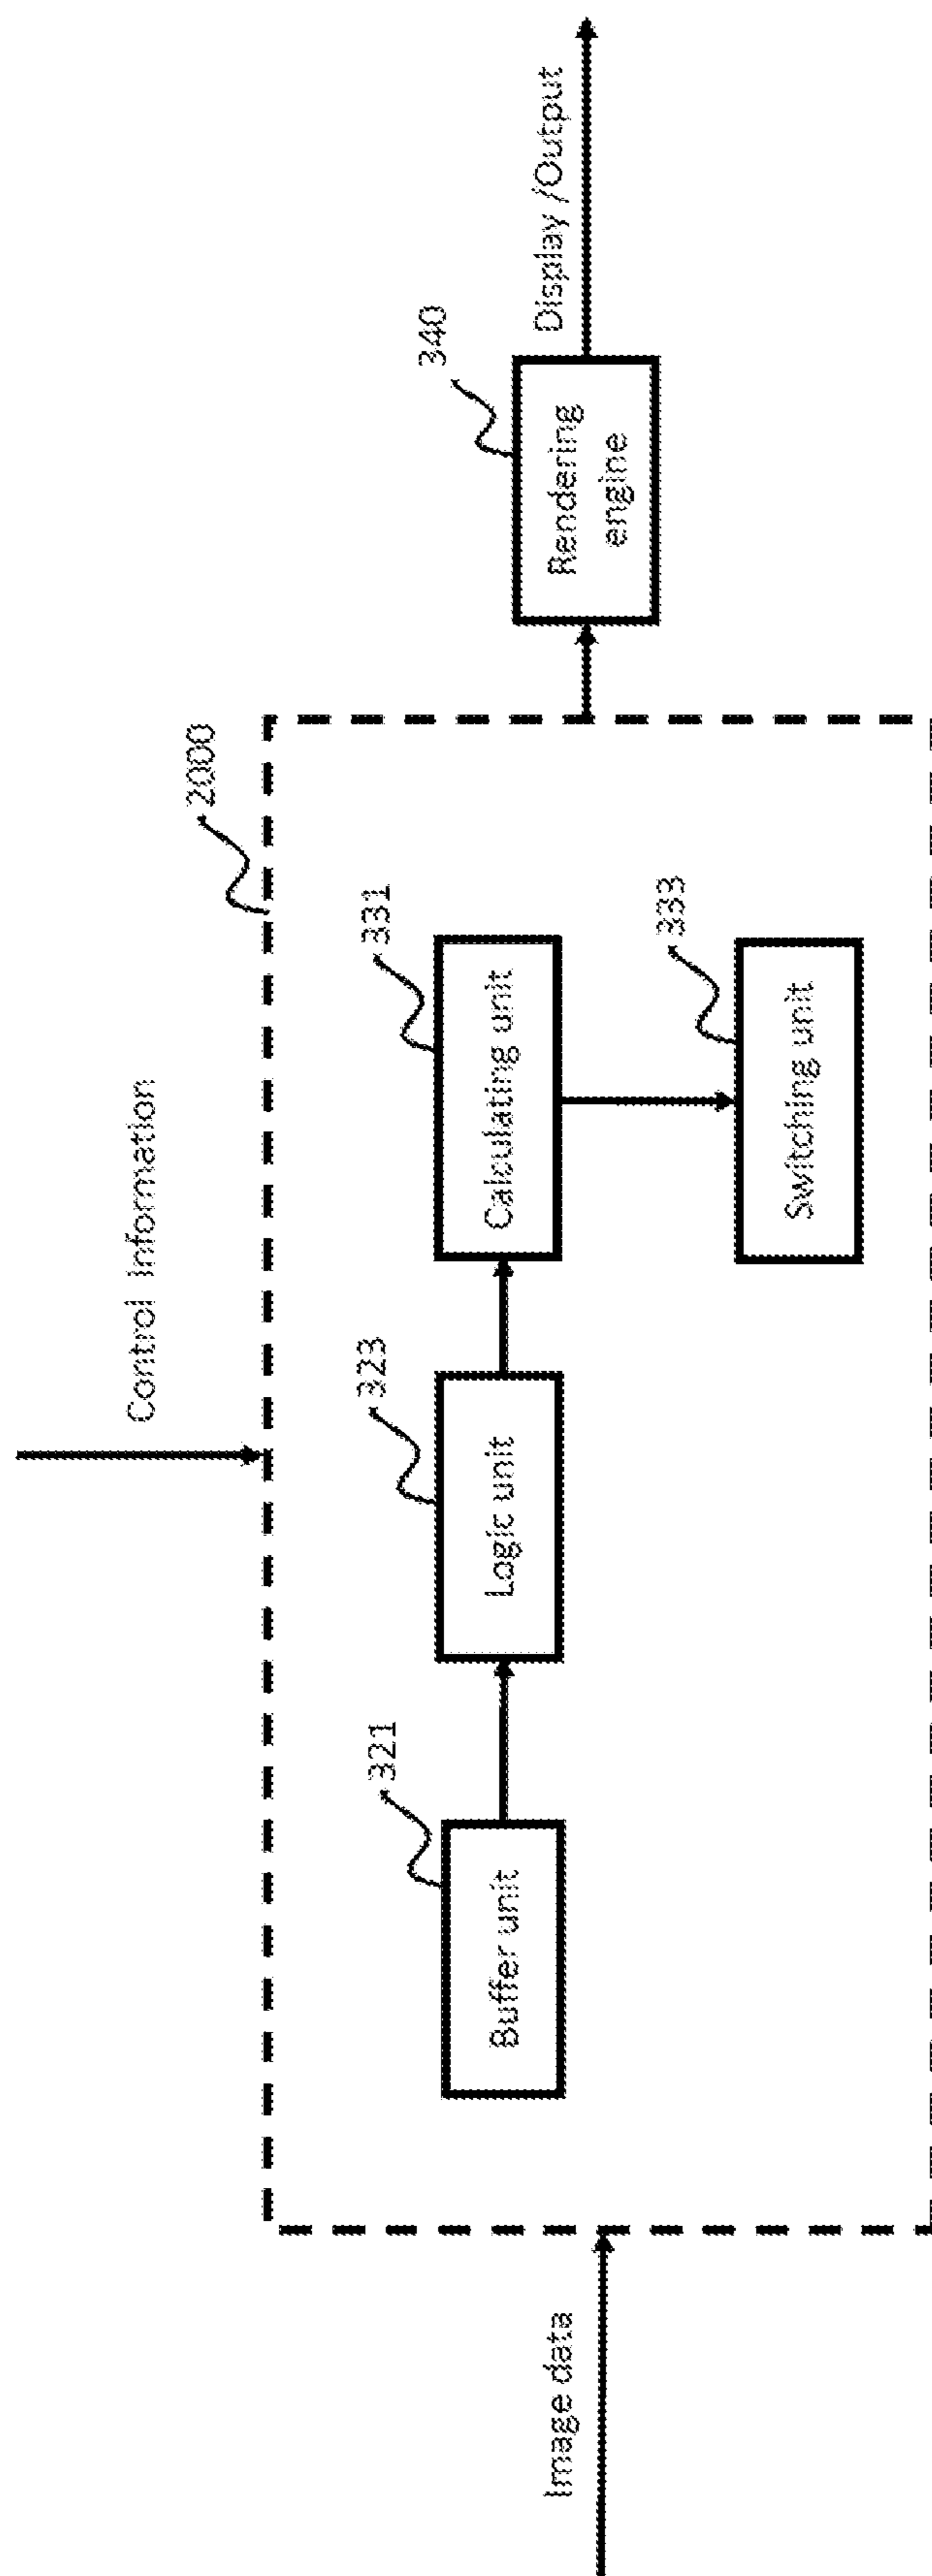 Control Information
2000
Image data
Buffer unit
321
Logic unit
323
Calculating unit
331
Switching unit
333
Rendering
engine
340
Display /Output